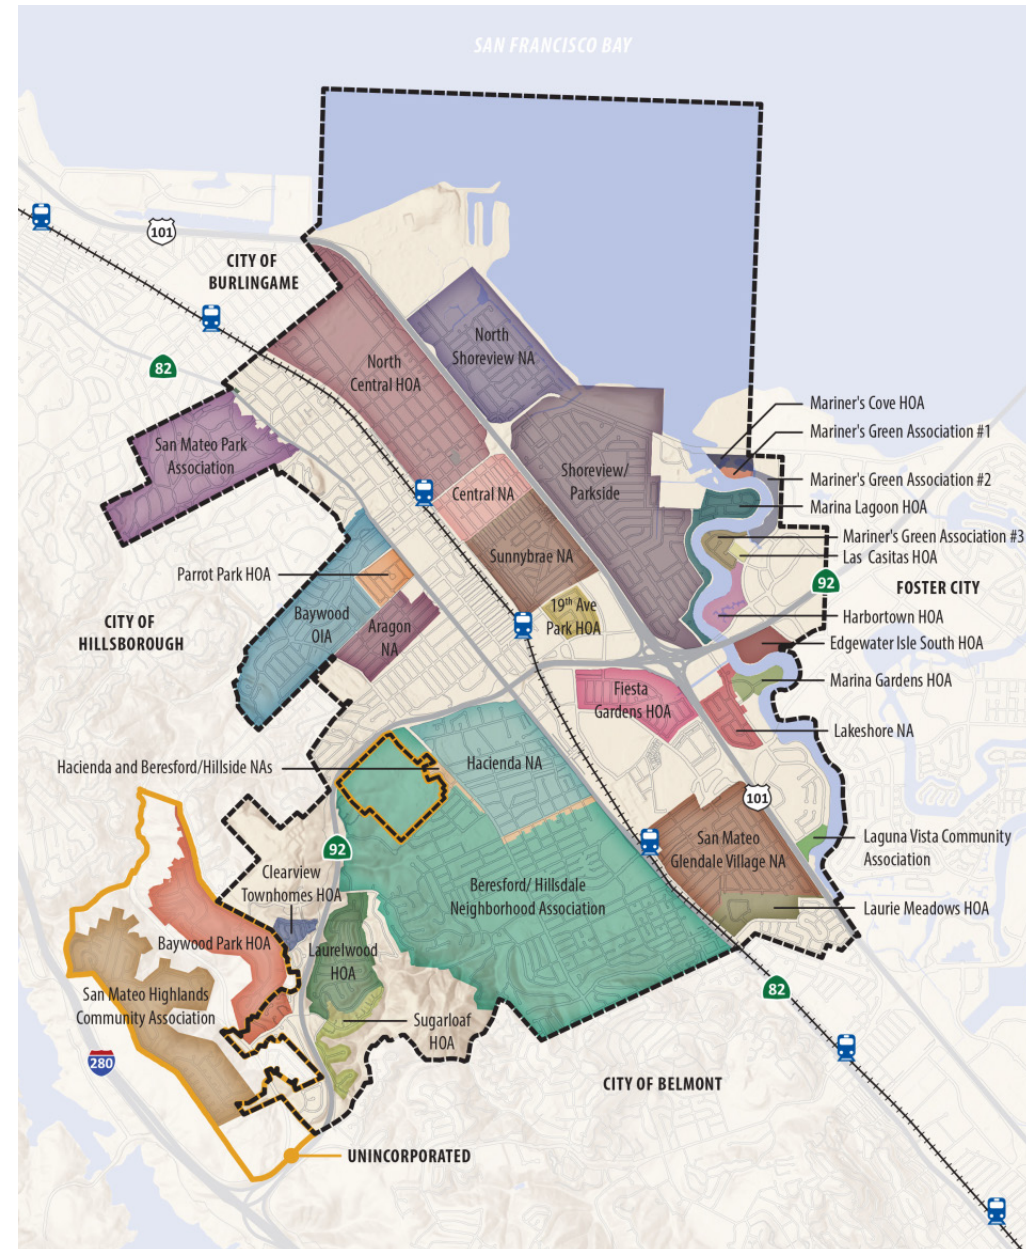 SAN FRANCISCO BAY
101
CITY OF
BURLINGAME
82
North
Shoreview NA
North
Central HOA
San Mateo Park
Association
Mariner's Cove HOA
Mariner's Green Association #1
Shoreview/
Parkside
Mariner's Green Association #2
Central NA
Marina Lagoon HOA
Mariner's Green Association #3
Sunnybrae NA
Las Casitas HOA
Parrot Park HOA
92
FOSTER CITY
19th Ave
Park HOA
Baywood
OIA
Aragon
NA
CITY OF
HILLSBOROUGH
Harbortown HOA
Edgewater Isle South HOA
Marina Gardens HOA
Fiesta
Gardens HOA
Lakeshore NA
Hacienda and Beresford/Hillside NAs
Hacienda NA
101
San Mateo
Glendale Village NA
Laguna Vista Community
Association
92
Clearview
Townhomes HOA
Beresford/ Hillsdale
Neighborhood Association
Laurie Meadows HOA
Baywood Park HOA
Laurelwood
HOA
82
San Mateo Highlands
Community Association
Sugarloaf
HOA
280
CITY OF BELMONT
UNINCORPORATED